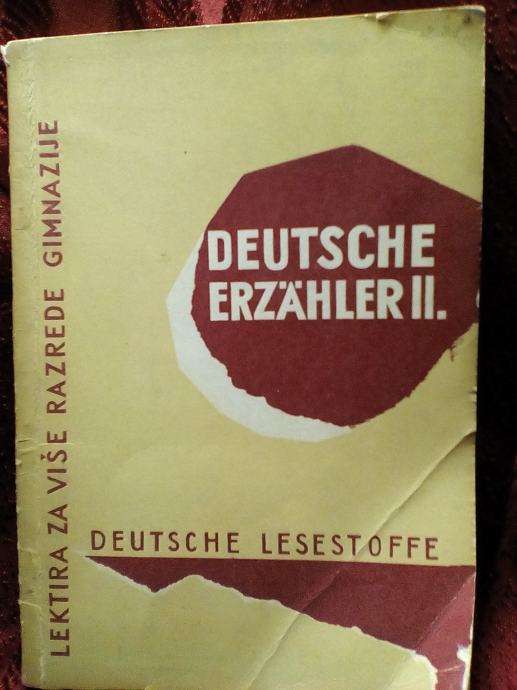 LEKTIRA ZA VIŠE RAZREDE GIMNAZIJE
DEUTSCHE
ERZÄHLER II.
DEUTSCHE LESESTOFFE